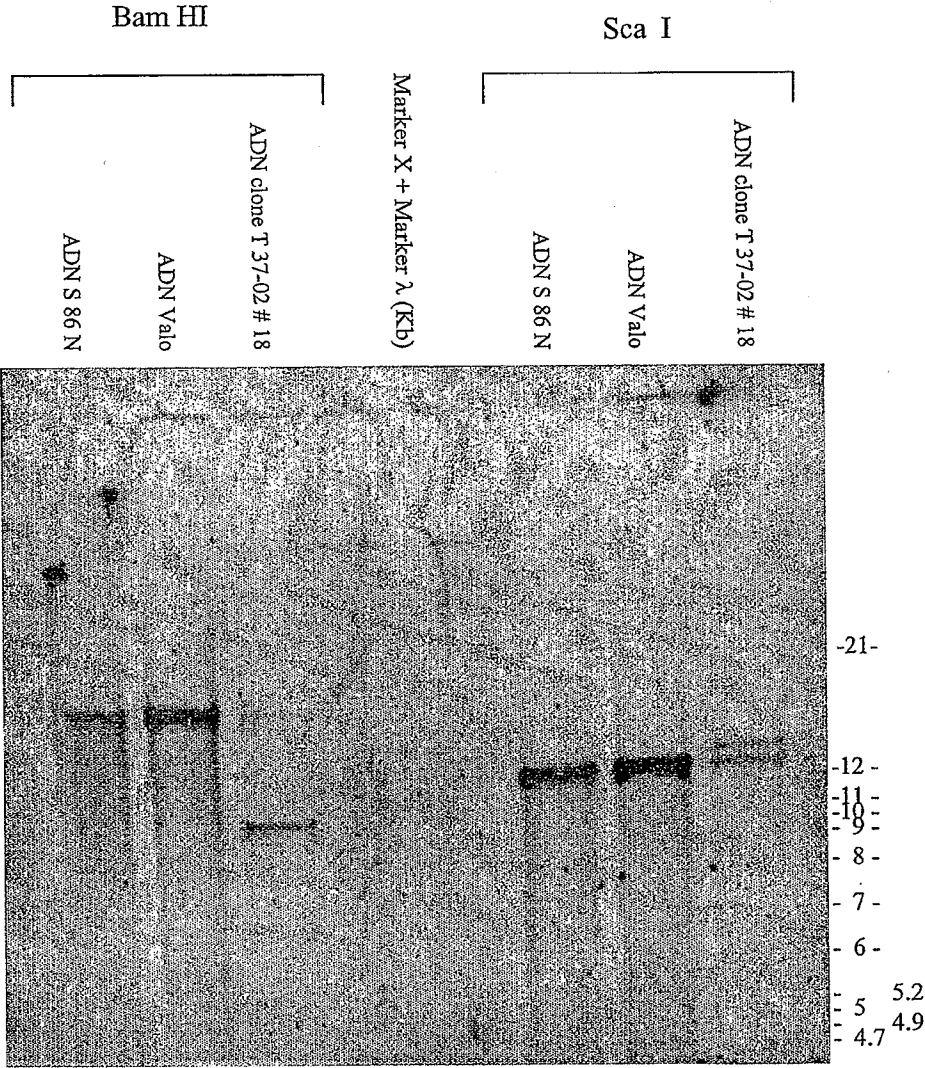 Bam HI
Sca I
ADN S 86 N
ADN Valo
ADN clone T 37-02 # 18
Marker X + Marker λ (Kb)
ADN S 86 N
ADN Valo
ADN clone T 37-02 # 18
-21-
-12 -
-11 -
-10 -
- 9 -
- 8 -
- 7 -
- 6 -
- 5.2
- 5 -
- 4.9
- 4.7